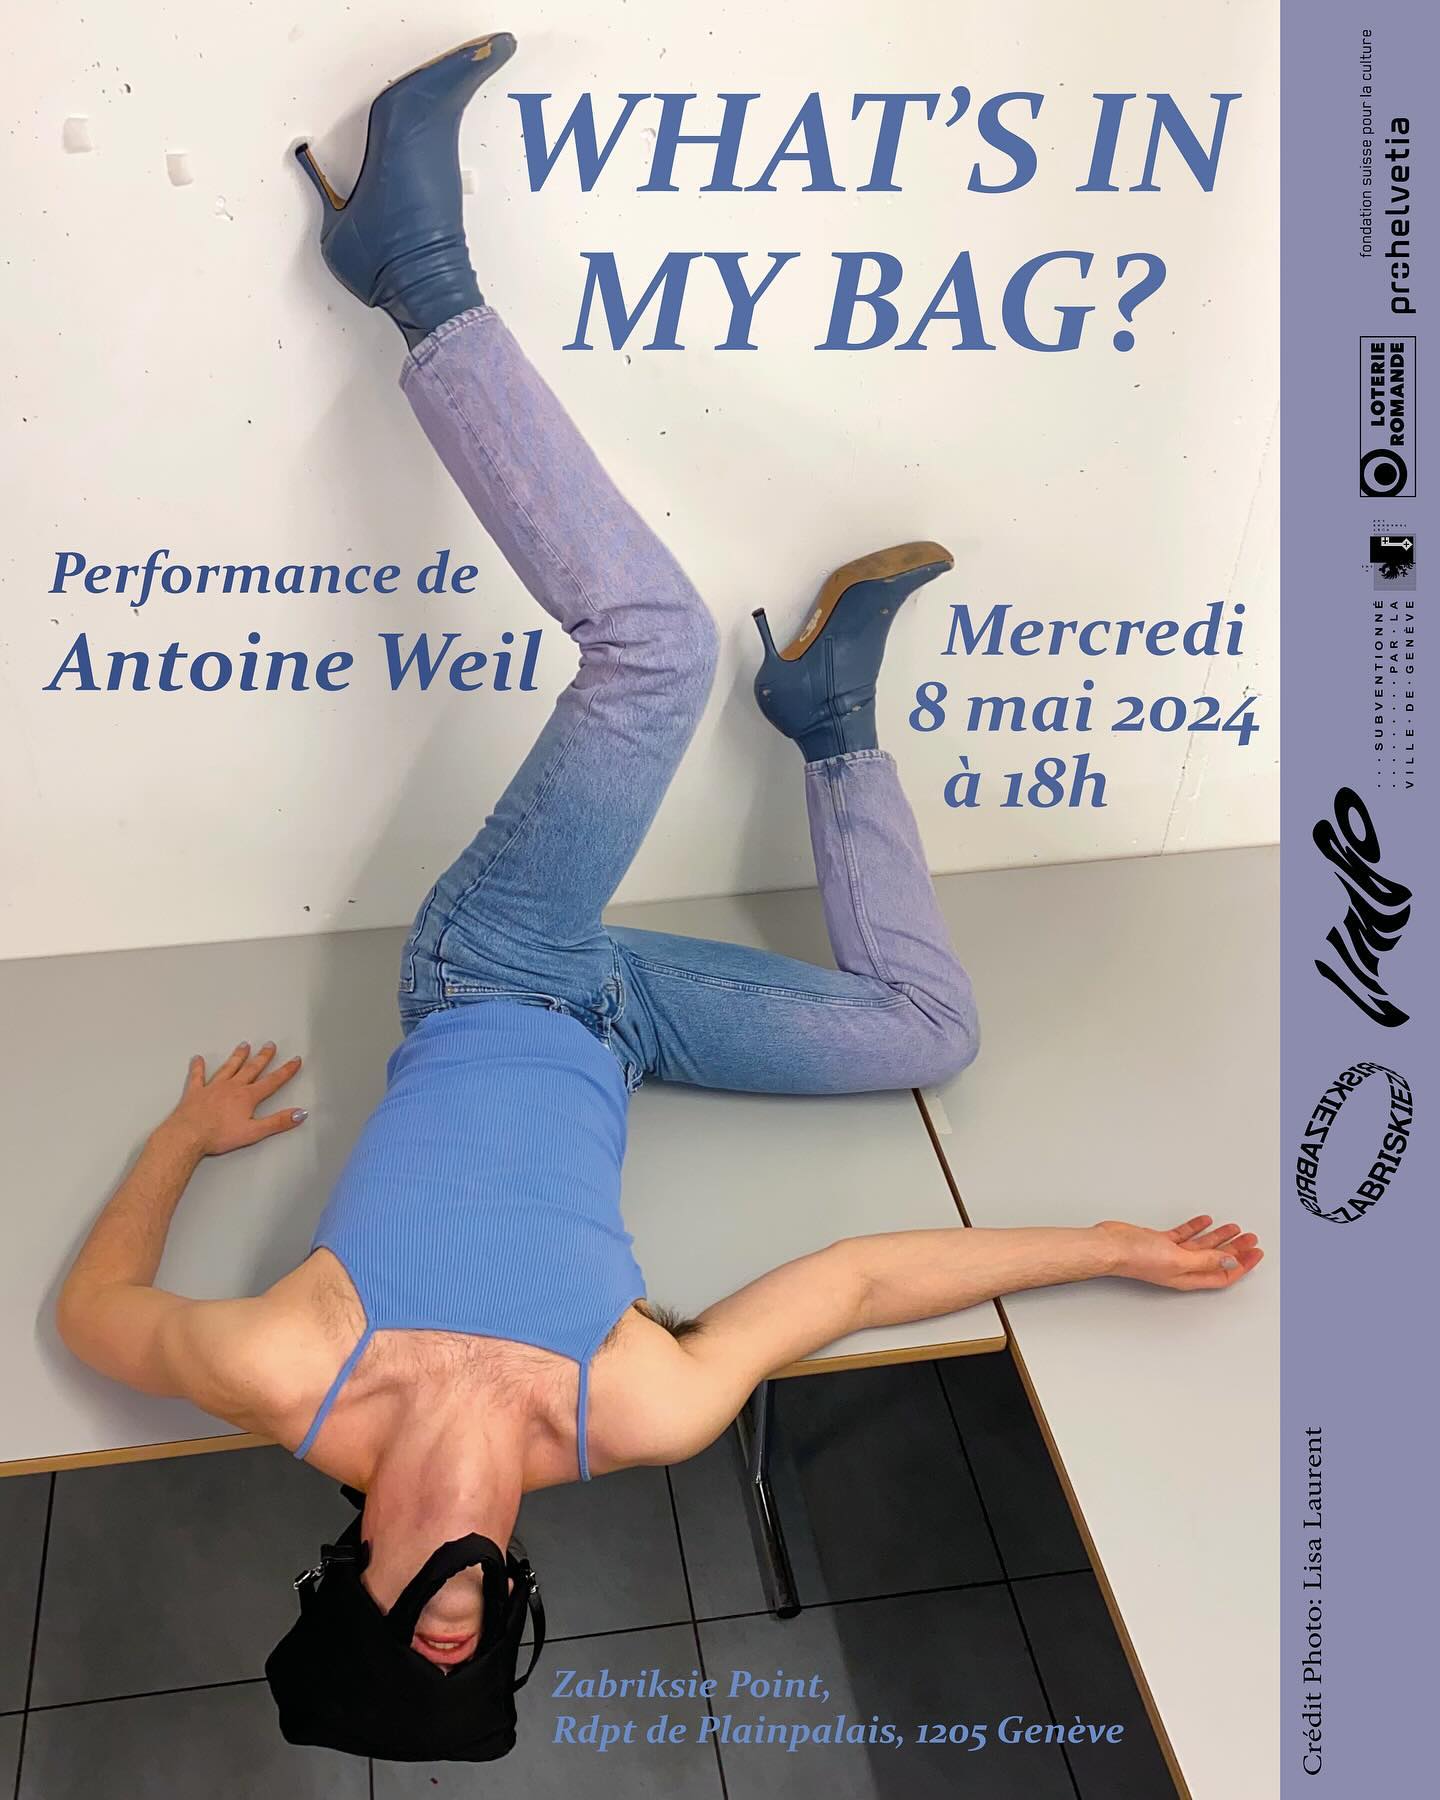 WHAT'S IN
MY BAG?
Performance de
Antoine Weil
Mercredi
8 mai 2024
à 18h
Zabriksie Point,
Rdpt de Plainpalais, 1205 Genève
fondation suisse pour la culture
prohelvetia
LOTERIE
ROMANDE
···SUBVENTIONNÉ
·······PAR·LA
VILLE·DE·GENÈVE
Limbo
ZABRISKIEZABRISKIEZ
Crédit Photo: Lisa Laurent